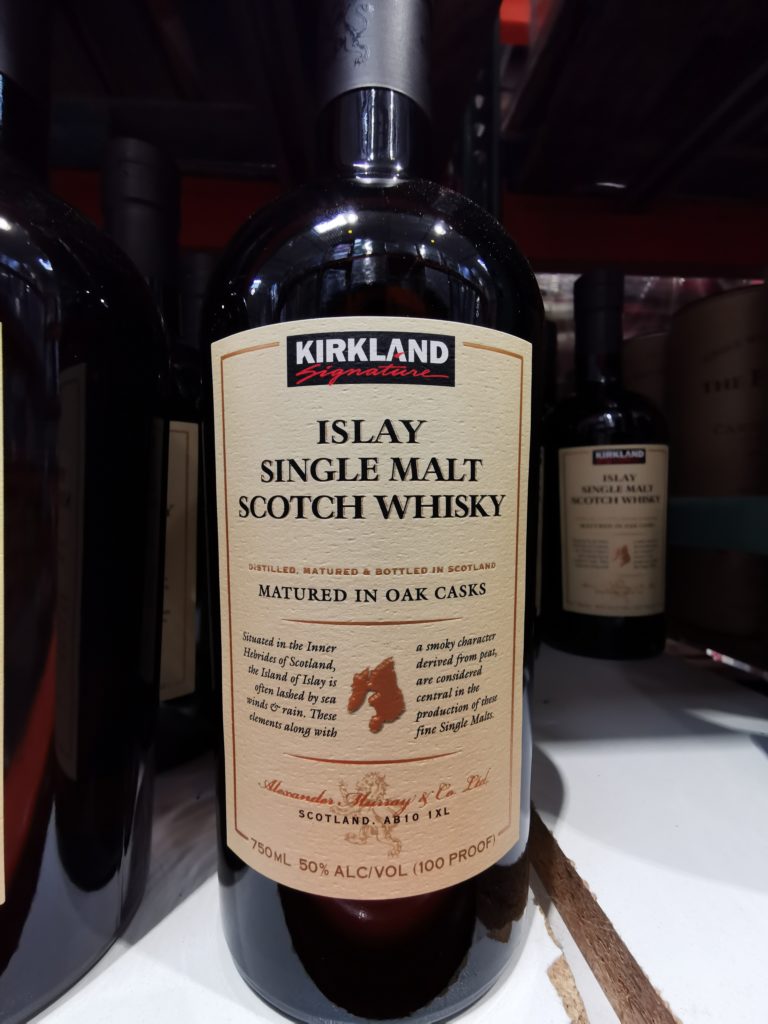 KIRKLAND
Signature
ISLAY
SINGLE MALT
SCOTCH WHISKY
DISTILLED, MATURED & BOTTLED IN SCOTLAND
MATURED IN OAK CASKS
Situated in the Inner
Hebrides of Scotland,
the Island of Islay is
often lashed by sea
winds & rain. These
elements along with
a smoky character
derived from peat,
are considered
central in the
production of these
fine Single Malts.
Alexander Murray & Co. Ltd.
SCOTLAND, AB10 1XL
750ML 50% ALC/VOL (100 PROOF)
KIRKLAND
ISLAY
SINGLE MALT
SCOTCH WHISKY
MATURED IN OAK CASKS
THE